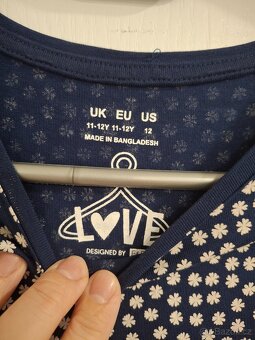 UK EU US
11-12Y 11-12Y 12
MADE IN BANGLADESH
LOVE
DESIGNED BY